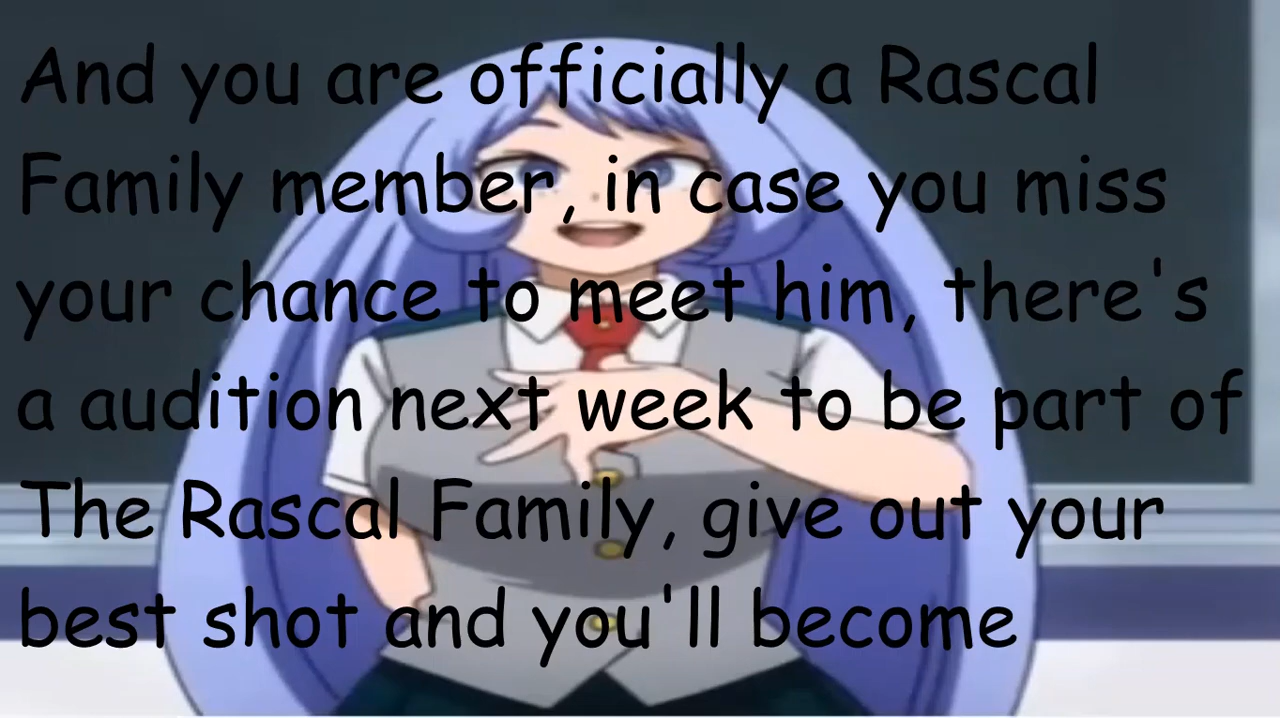 And you are officially a Rascal
Family member, in case you miss
your chance to meet him, there's
a audition next week to be part of
The Rascal Family, give out your
best shot and you'll become